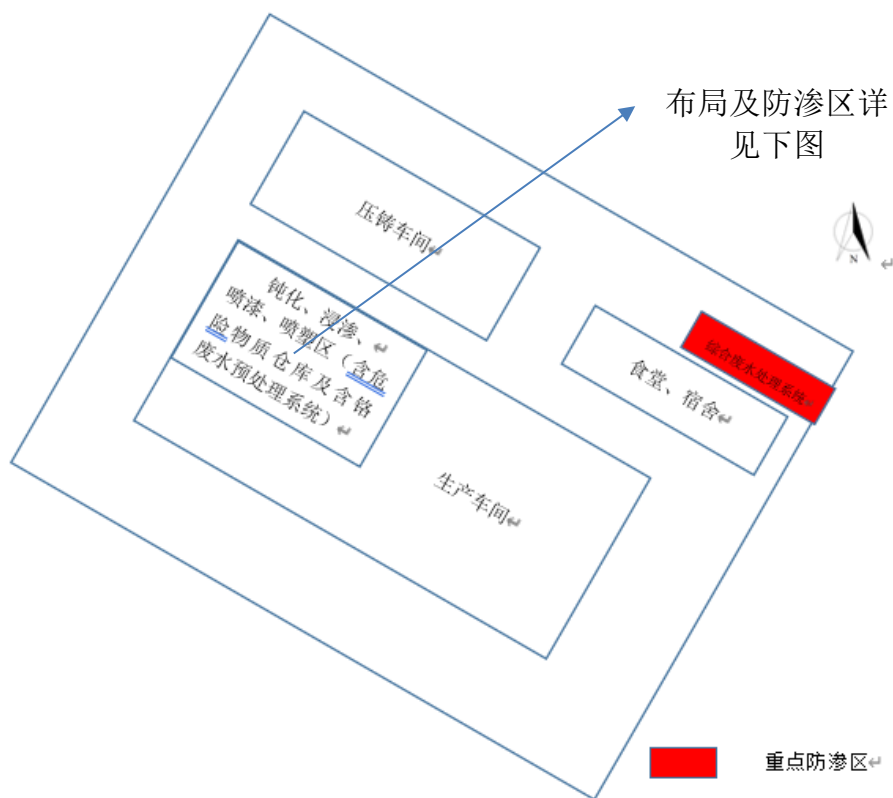 布局及防渗区详
见下图
压铸车间
N
钝化、浸渗、
喷漆、喷塑区（含危
险物质仓库及含铬
废水预处理系统）
综合废水处理系统
食堂、宿舍
生产车间
重点防渗区